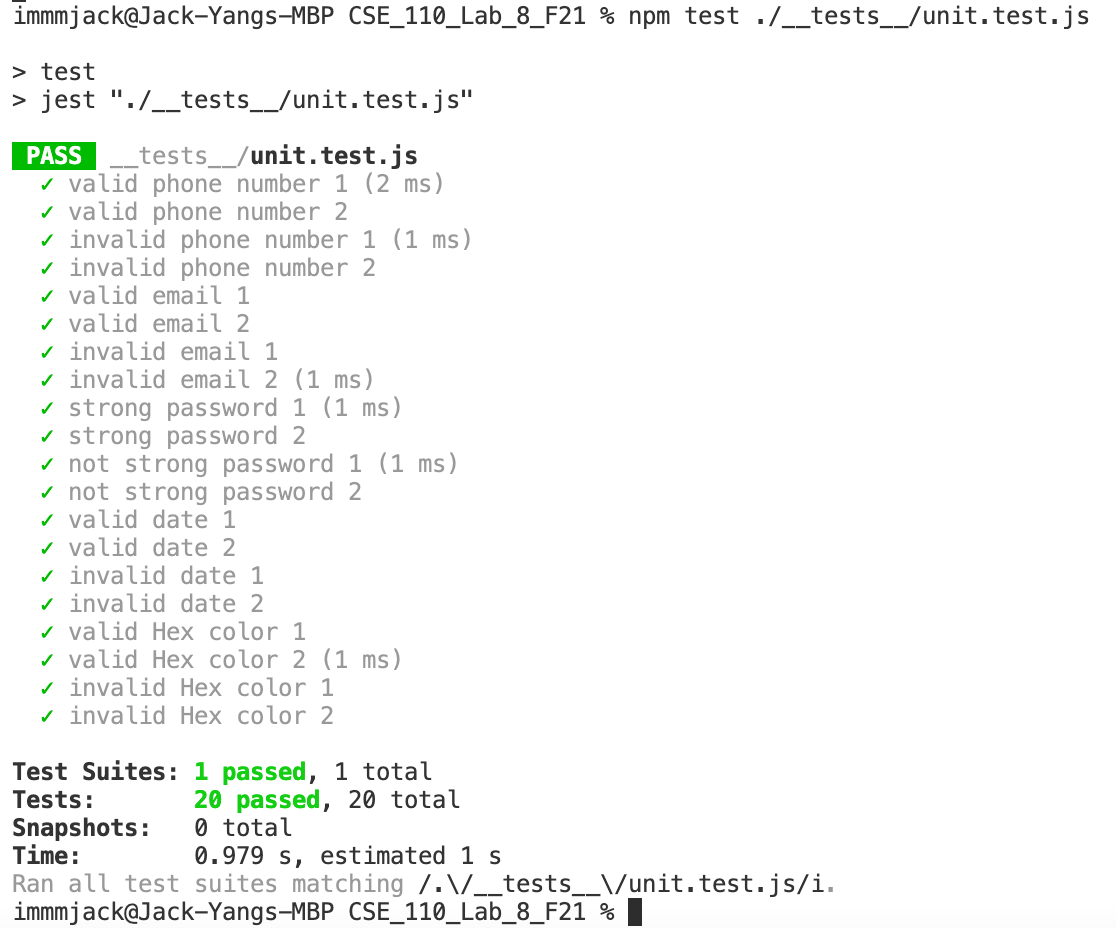 immmjack@Jack-Yangs-MBP CSE_110_Lab_8_F21 % npm test ./__tests__/unit.test.js
> test
> jest "./__tests__/unit.test.js"
PASS __tests__/unit.test.js
✓ valid phone number 1 (2 ms)
✓ valid phone number 2
✓ invalid phone number 1 (1 ms)
✓ invalid phone number 2
✓ valid email 1
✓ valid email 2
✓ invalid email 1
✓ invalid email 2 (1 ms)
✓ strong password 1 (1 ms)
✓ strong password 2
✓ not strong password 1 (1 ms)
✓ not strong password 2
✓ valid date 1
✓ valid date 2
✓ invalid date 1
✓ invalid date 2
✓ valid Hex color 1
✓ valid Hex color 2 (1 ms)
✓ invalid Hex color 1
✓ invalid Hex color 2
Test Suites: 1 passed, 1 total
Tests: 20 passed, 20 total
Snapshots: 0 total
Time: 0.979 s, estimated 1 s
Ran all test suites matching /.\/__tests__\/unit.test.js/i.
immmjack@Jack-Yangs-MBP CSE_110_Lab_8_F21 %